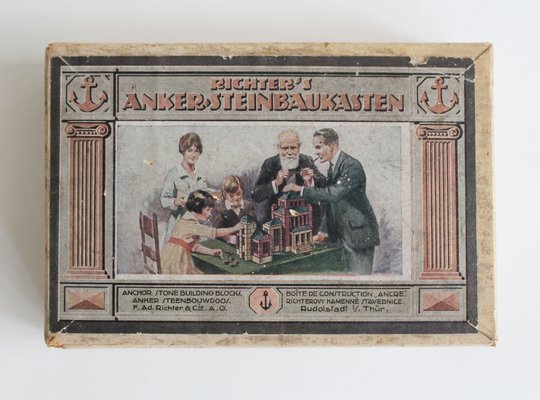 RICHTER'S
ANKER-STEINBAUKASTEN
ANCHOR STONE BUILDING BLOCKS.
ANKER STEENBOUWDOOS.
F. Ad. Richter & Cie. A. G.
BOÎTE DE CONSTRUCTION „ANCRE".
RICHTEROVY KAMENNÉ STAVEBNICE.
Rudolstadt i/ Thür.